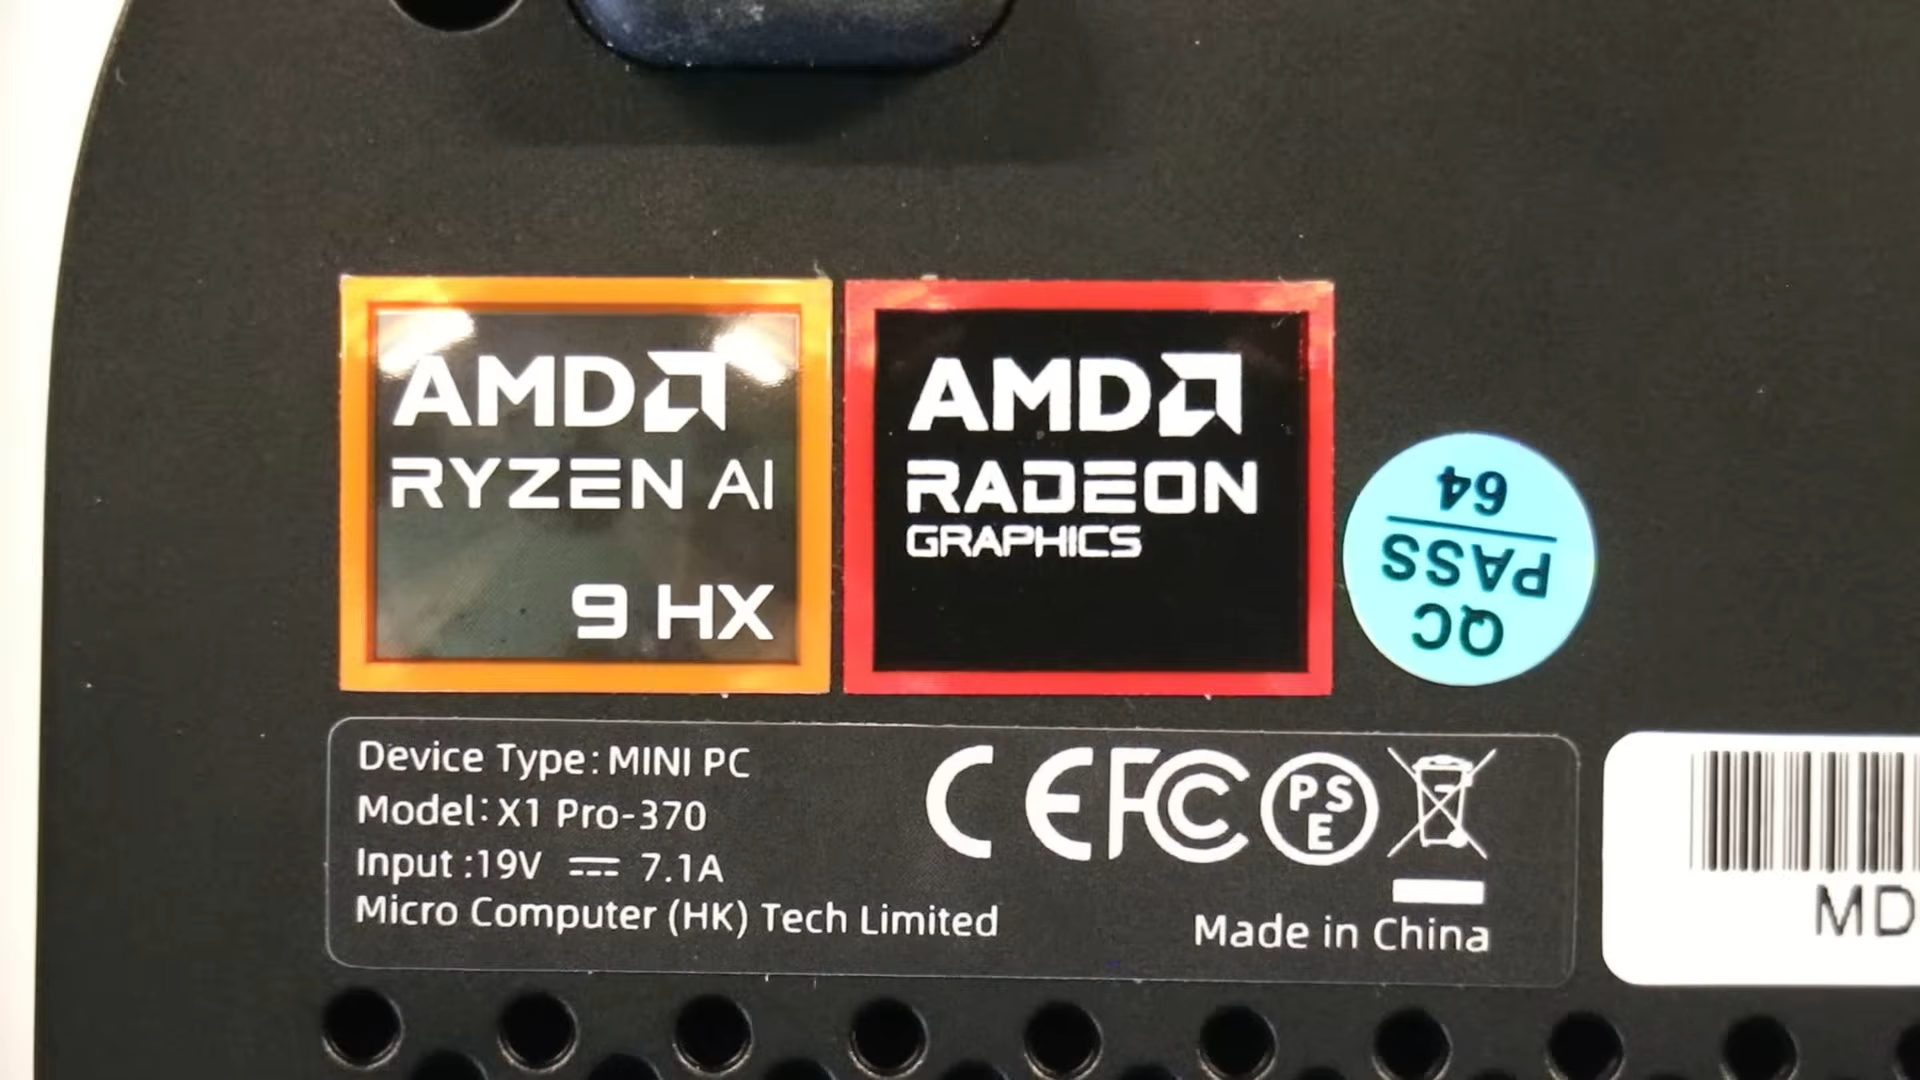 AMD
RYZEN AI
9 HX
AMD
RADEON
GRAPHICS
QC
PASS
64
Device Type: MINI PC
Model: X1 Pro-370
Input :19V ⎓ 7.1A
Micro Computer (HK) Tech Limited
CE FC
PS
E
Made in China
MD